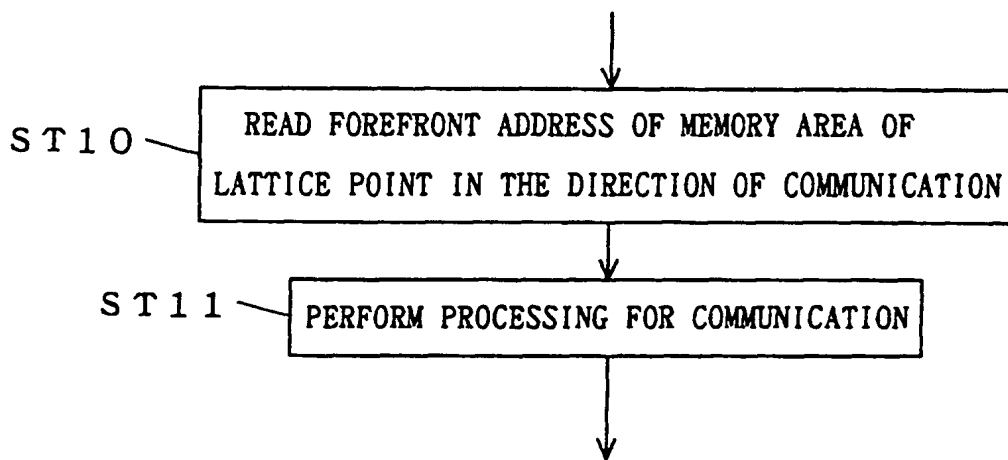 READ FOREFRONT ADDRESS OF MEMORY AREA OF
ST10
LATTICE POINT IN THE DIRECTION OF COMMUNICATION
ST11
PERFORM PROCESSING FOR COMMUNICATION